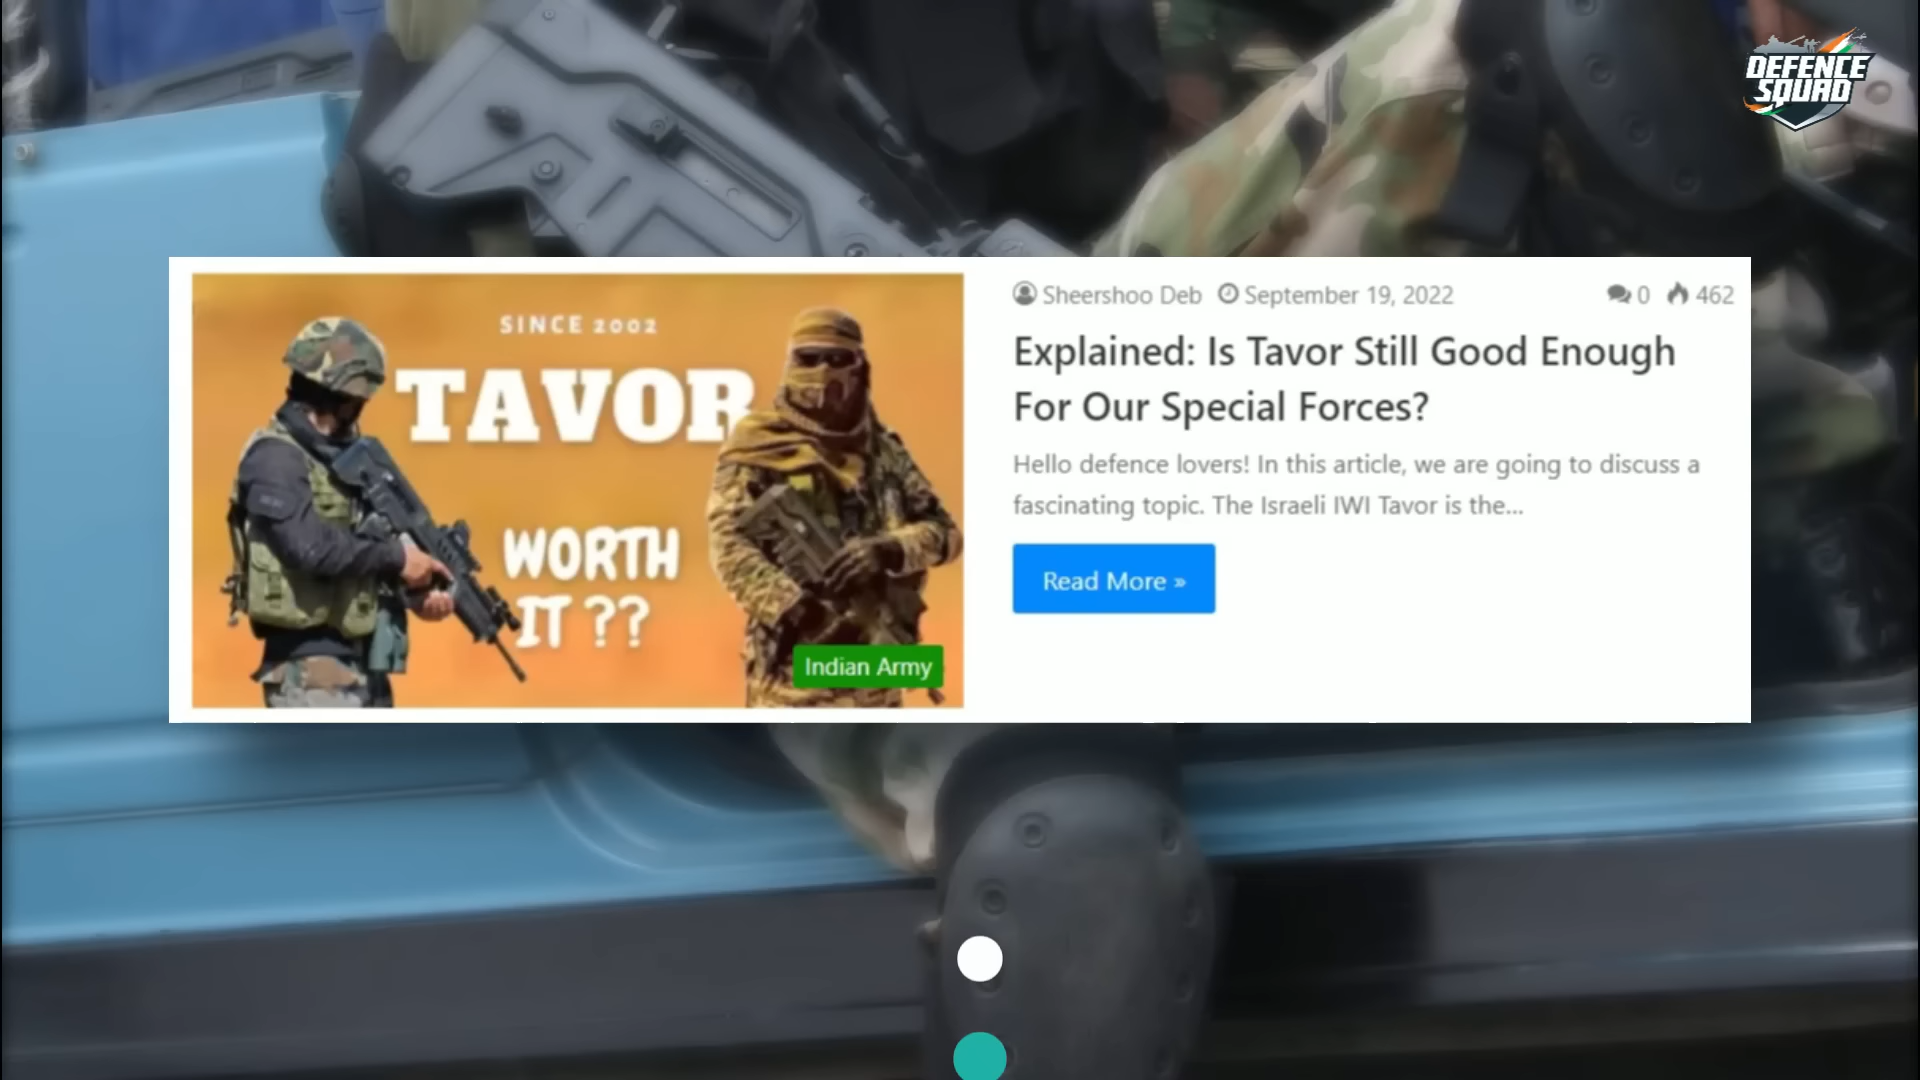 DEFENCE
SQUAD
SINCE 2002
TAVOR
WORTH
IT ??
Indian Army
Sheershoo Deb September 19, 2022 0 462
Explained: Is Tavor Still Good Enough
For Our Special Forces?
Hello defence lovers! In this article, we are going to discuss a
fascinating topic. The Israeli IWI Tavor is the...
Read More »